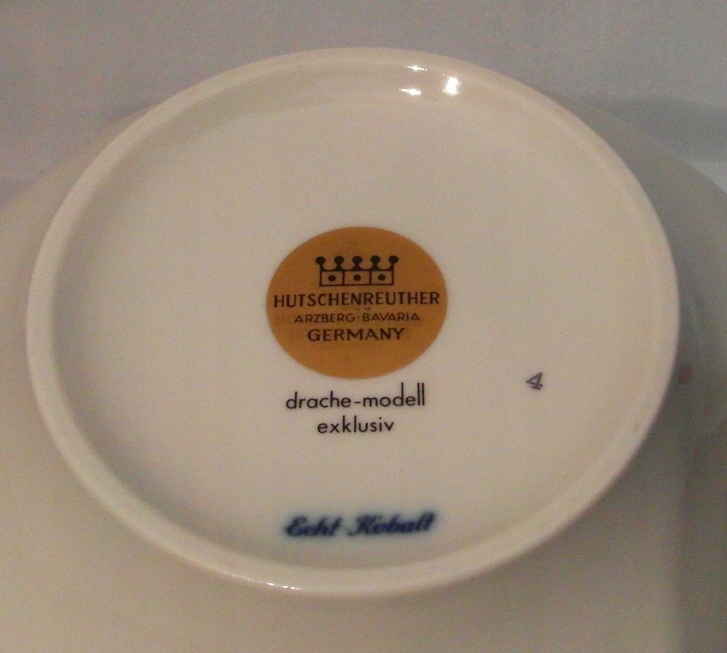 HUTSCHENREUTHER
ARZBERG·BAVARIA
GERMANY
drache-modell
exklusiv
4
Echt Kobalt